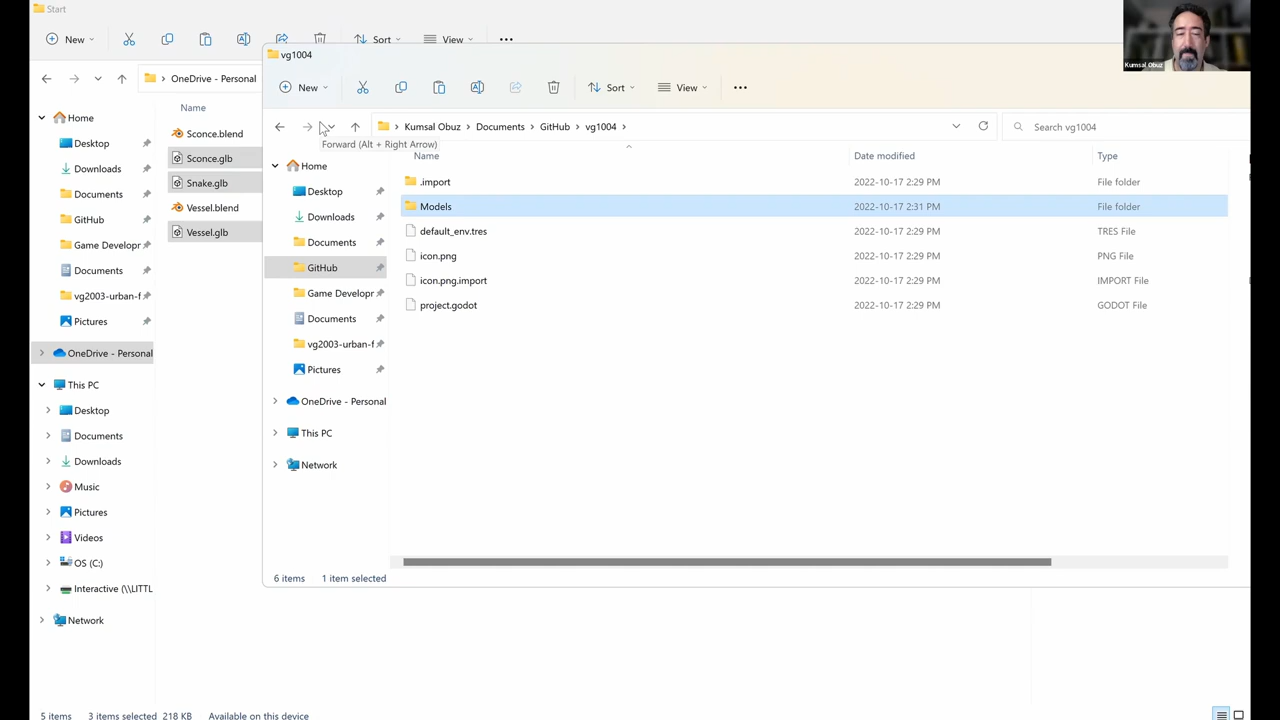 Start
New
Sort
View
OneDrive - Personal
Name
Home
Desktop
Downloads
Documents
GitHub
Game Developr
Documents
vg2003-urban-f
Pictures
OneDrive - Personal
This PC
Desktop
Documents
Downloads
Music
Pictures
Videos
OS (C:)
Interactive (\\LITTL
Network
Sconce.blend
Sconce.glb
Snake.glb
Vessel.blend
Vessel.glb
5 items 3 items selected 218 KB Available on this device
vg1004
New
Sort
View
Kumsal Obuz > Documents > GitHub > vg1004 >
Search vg1004
Forward (Alt + Right Arrow)
Home
Desktop
Downloads
Documents
GitHub
Game Developr
Documents
vg2003-urban-f
Pictures
OneDrive - Personal
This PC
Network
Name Date modified Type
.import 2022-10-17 2:29 PM File folder
Models 2022-10-17 2:31 PM File folder
default_env.tres 2022-10-17 2:29 PM TRES File
icon.png 2022-10-17 2:29 PM PNG File
icon.png.import 2022-10-17 2:29 PM IMPORT File
project.godot 2022-10-17 2:29 PM GODOT File
6 items 1 item selected
Kumsal Obuz